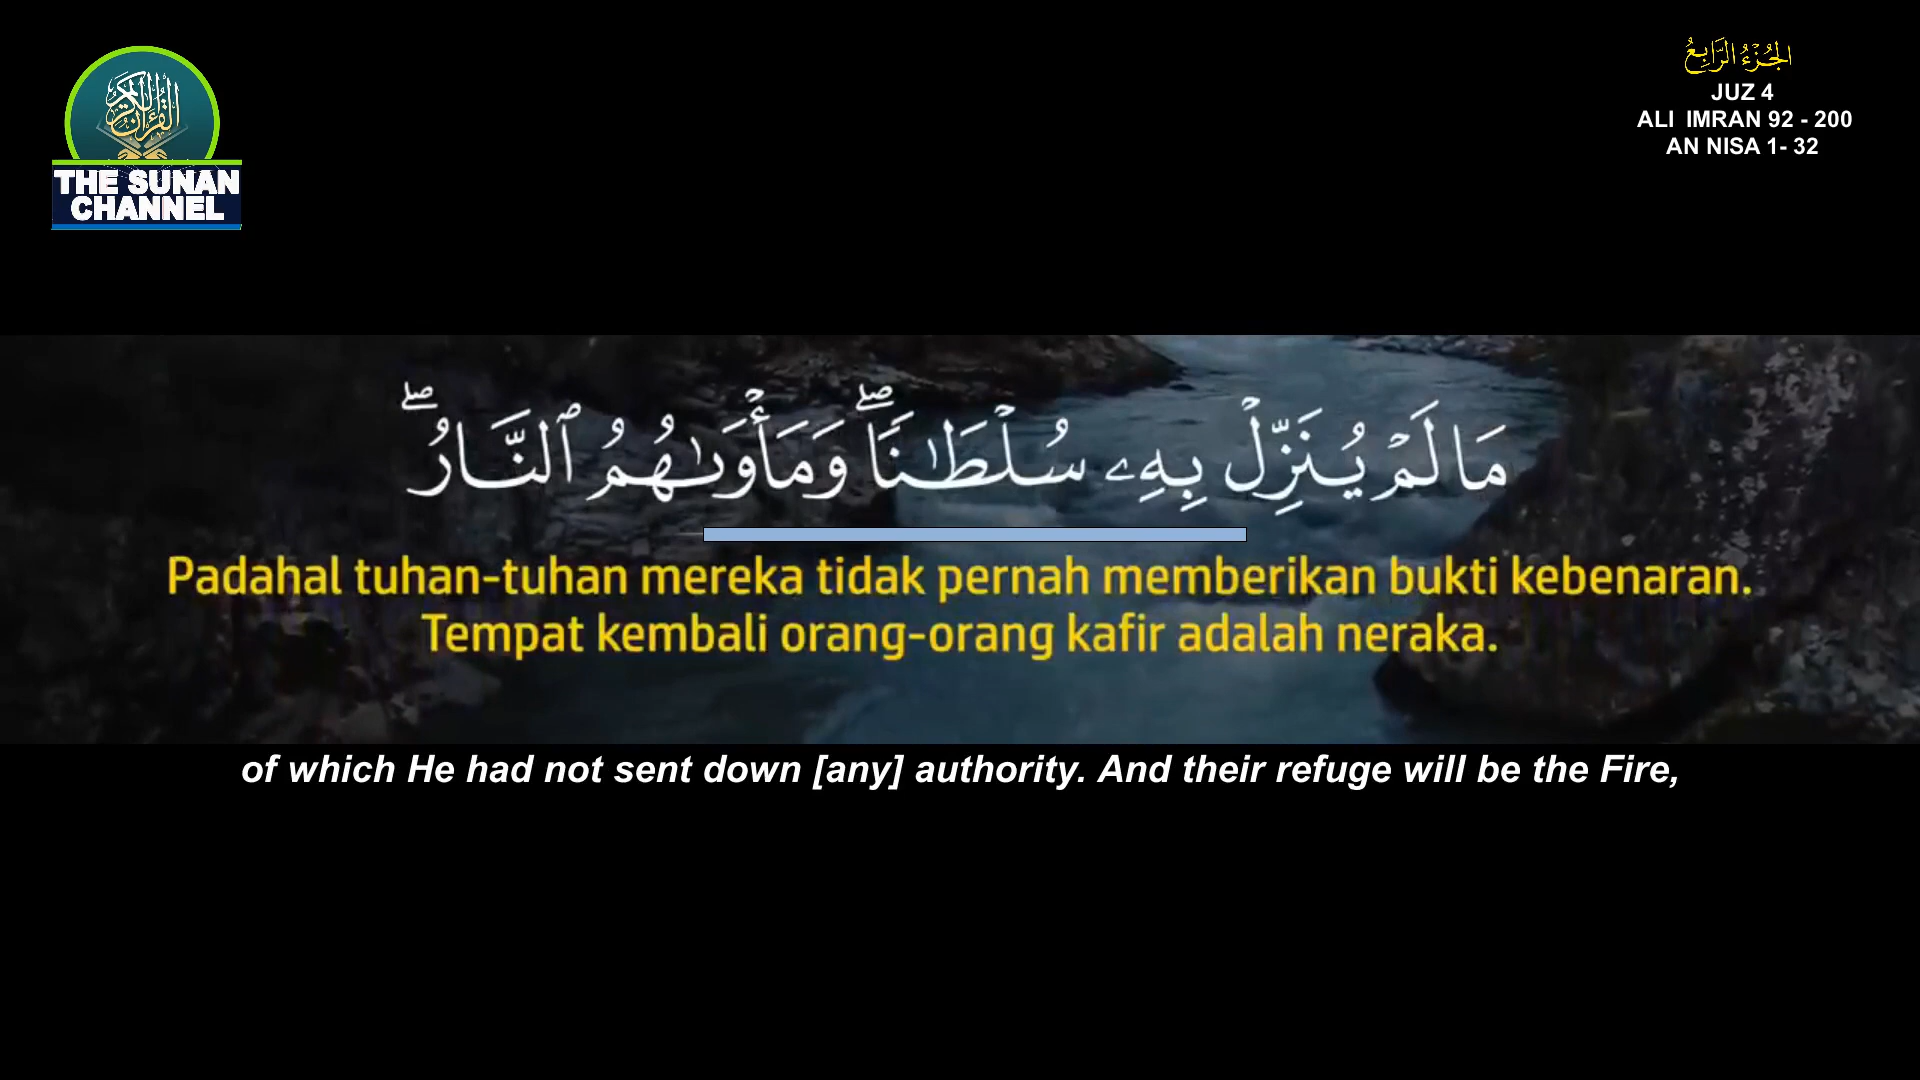 القرآن الكريم
THE SUNAN
CHANNEL
الجُزْءُ الرَّابِعُ
JUZ 4
ALI IMRAN 92 - 200
AN NISA 1- 32
مَا لَمْ يُنَزِّلْ بِهِۦ سُلْطَـٰنًاۖ وَمَأْوَىٰهُمُ ٱلنَّارُۖ
Padahal tuhan-tuhan mereka tidak pernah memberikan bukti kebenaran.
Tempat kembali orang-orang kafir adalah neraka.
of which He had not sent down [any] authority. And their refuge will be the Fire,